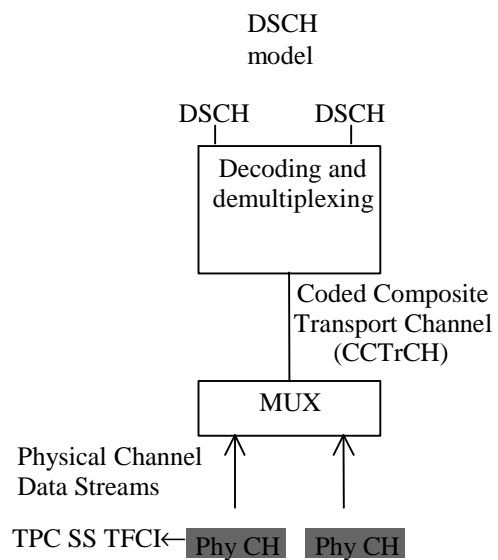 DSCH
model
DSCH DSCH
Decoding and
demultiplexing
Coded Composite
Transport Channel
(CCTrCH)
MUX
Physical Channel
Data Streams
TPC SS TFCI←Phy CH Phy CH